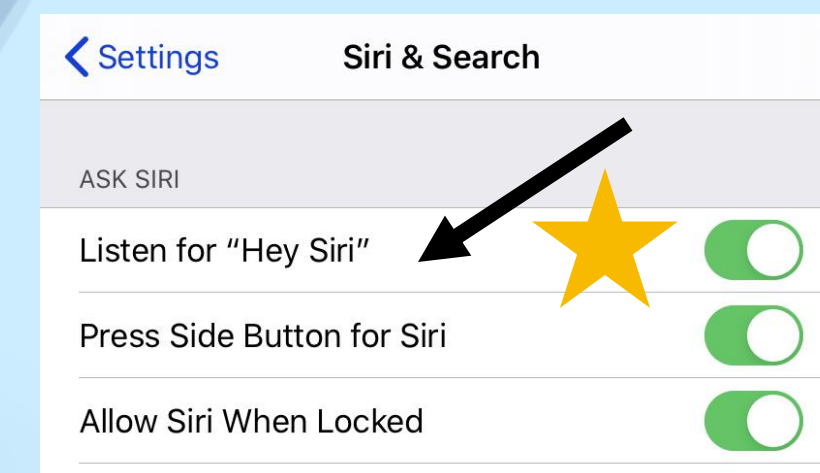 Settings Siri & Search
ASK SIRI
Listen for “Hey Siri”
Press Side Button for Siri
Allow Siri When Locked